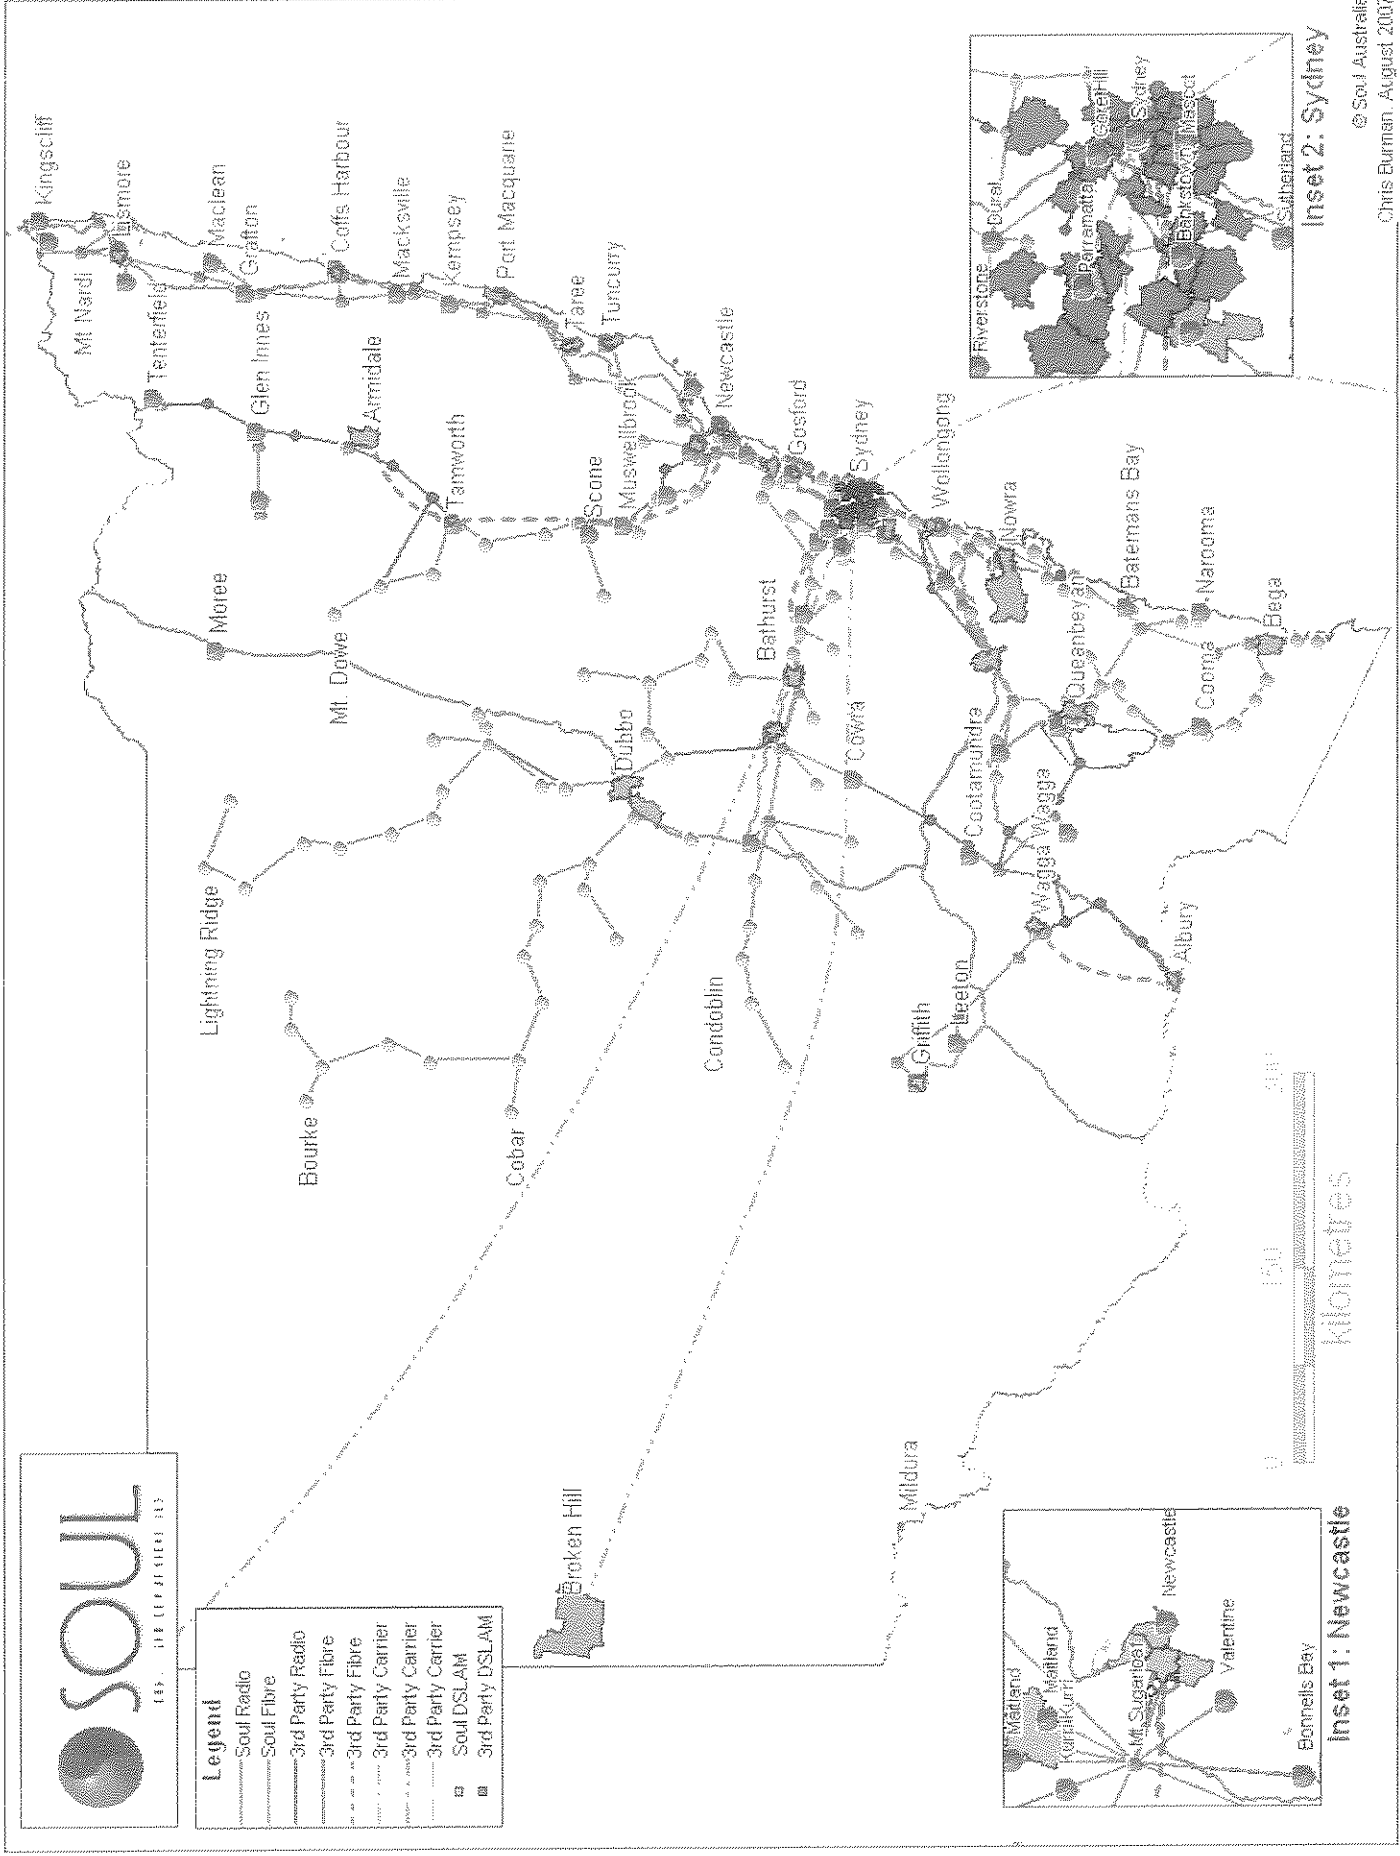 SOUL
Legend
Soul Radio
Soul Fibre
3rd Party Radio
3rd Party Fibre
3rd Party Fibre
3rd Party Carrier
3rd Party Carrier
3rd Party Carrier
Soul DSLAM
3rd Party DSLAM
Kingscliff
Mt Nardi
Lismore
Tenterfield
Maclean
Glen Innes
Grafton
Armidale
Coffs Harbour
Macksville
Kempsey
Port Macquarie
Tamworth
Taree
Tuncurry
Scone
Muswellbrook
Newcastle
Gosford
Sydney
Wollongong
Nowra
Batemans Bay
Narooma
Bega
Cooma
Queanbeyan
Moree
Mt. Dowe
Lightning Ridge
Bourke
Cobar
Dubbo
Bathurst
Cowra
Condoblin
Cootamundra
Wagga Wagga
Griffith
Leeton
Albury
Broken Hill
Mildura
0
150
300
kilometres
Maitland
Maitland
Kurri Kurri
Mt Sugarloaf
Newcastle
Valentine
Bonnells Bay
Inset 1: Newcastle
Riverstone
Dural
Parramatta
Gore Hill
Sydney
Bankstown
Mascot
Sutherland
Inset 2: Sydney
© Soul Australia
Chris Burman, August 2007